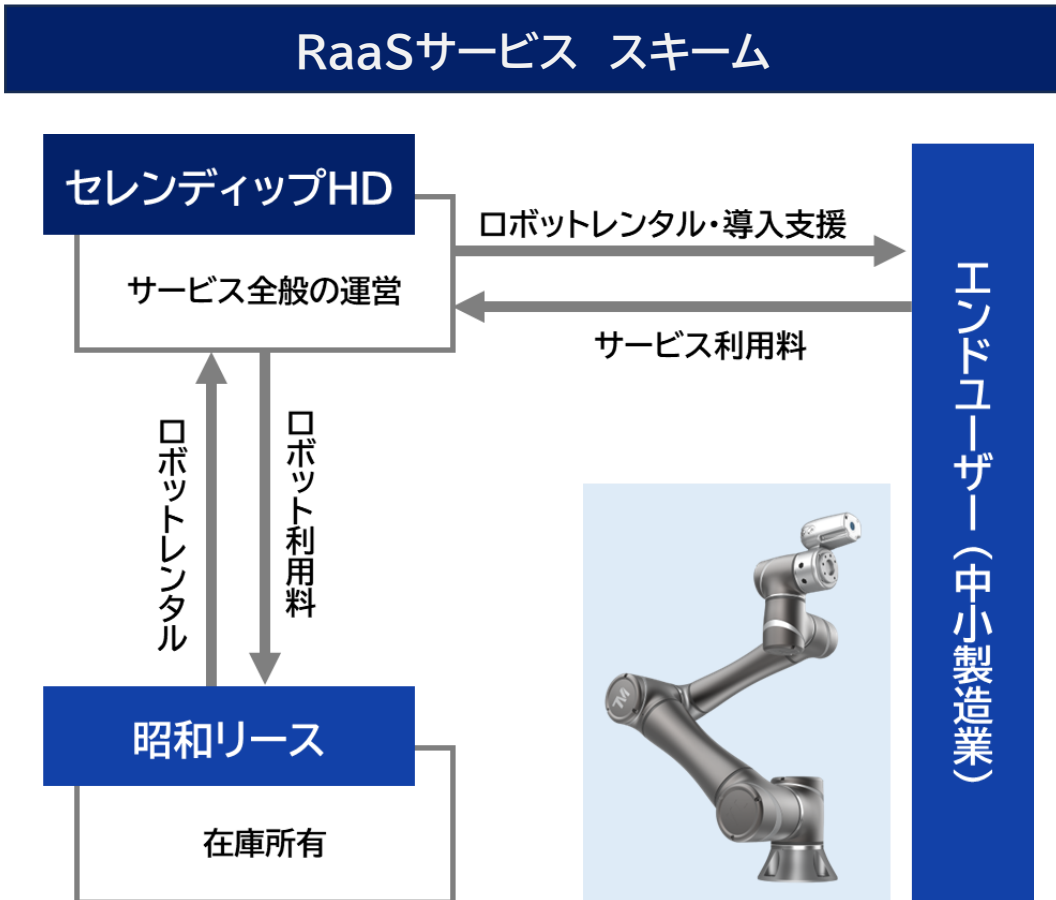 RaaSサービス スキーム
セレンディップHD
サービス全般の運営
ロボットレンタル・導入支援
サービス利用料
ロボットレンタル
ロボット利用料
昭和リース
在庫所有
エンドユーザー（中小製造業）
TM